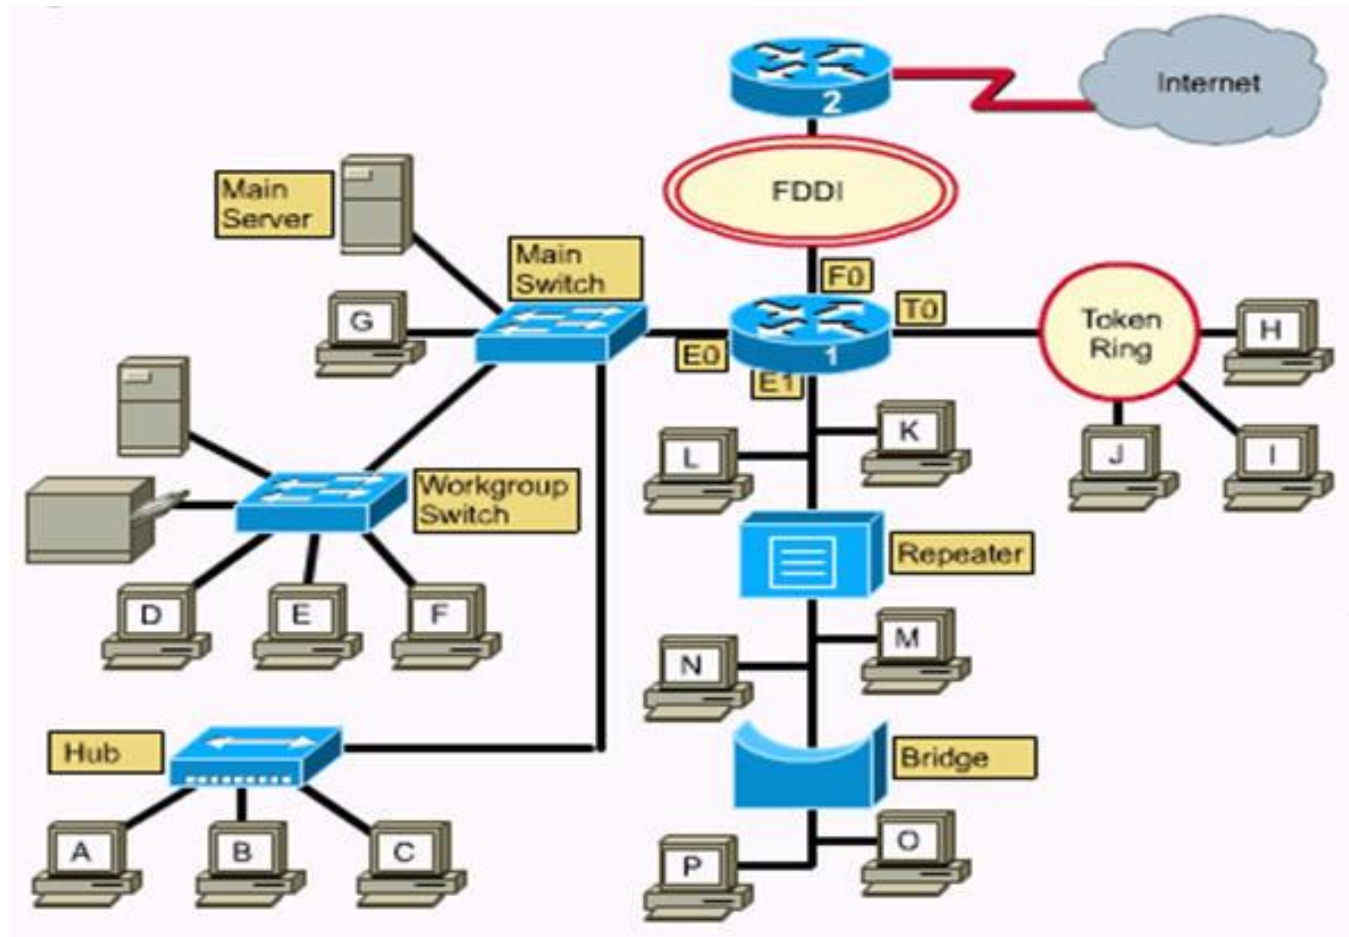 2
Internet
FDDI
Main
Server
Main
Switch
F0
T0
G
E0
1
E1
Token
Ring
H
L
K
J
I
Workgroup
Switch
Repeater
D
E
F
N
M
Hub
Bridge
A
B
C
P
O